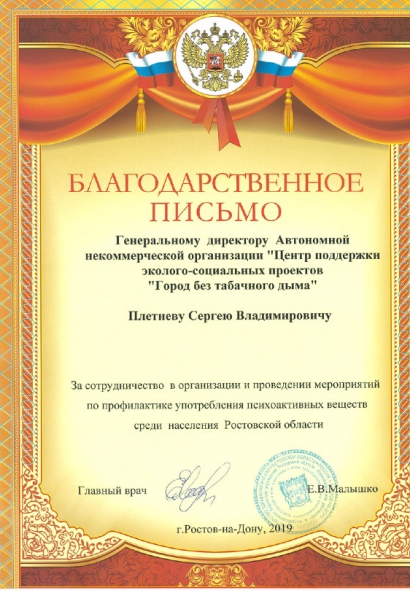 БЛАГОДАРСТВЕННОЕ
ПИСЬМО
Генеральному директору Автономной
некоммерческой организации "Центр поддержки
эколого-социальных проектов
"Город без табачного дыма"
Плетневу Сергею Владимировичу
За сотрудничество в организации и проведении мероприятий
по профилактике употребления психоактивных веществ
среди населения Ростовской области
Главный врач Е.В.Малышко
г.Ростов-на-Дону, 2019